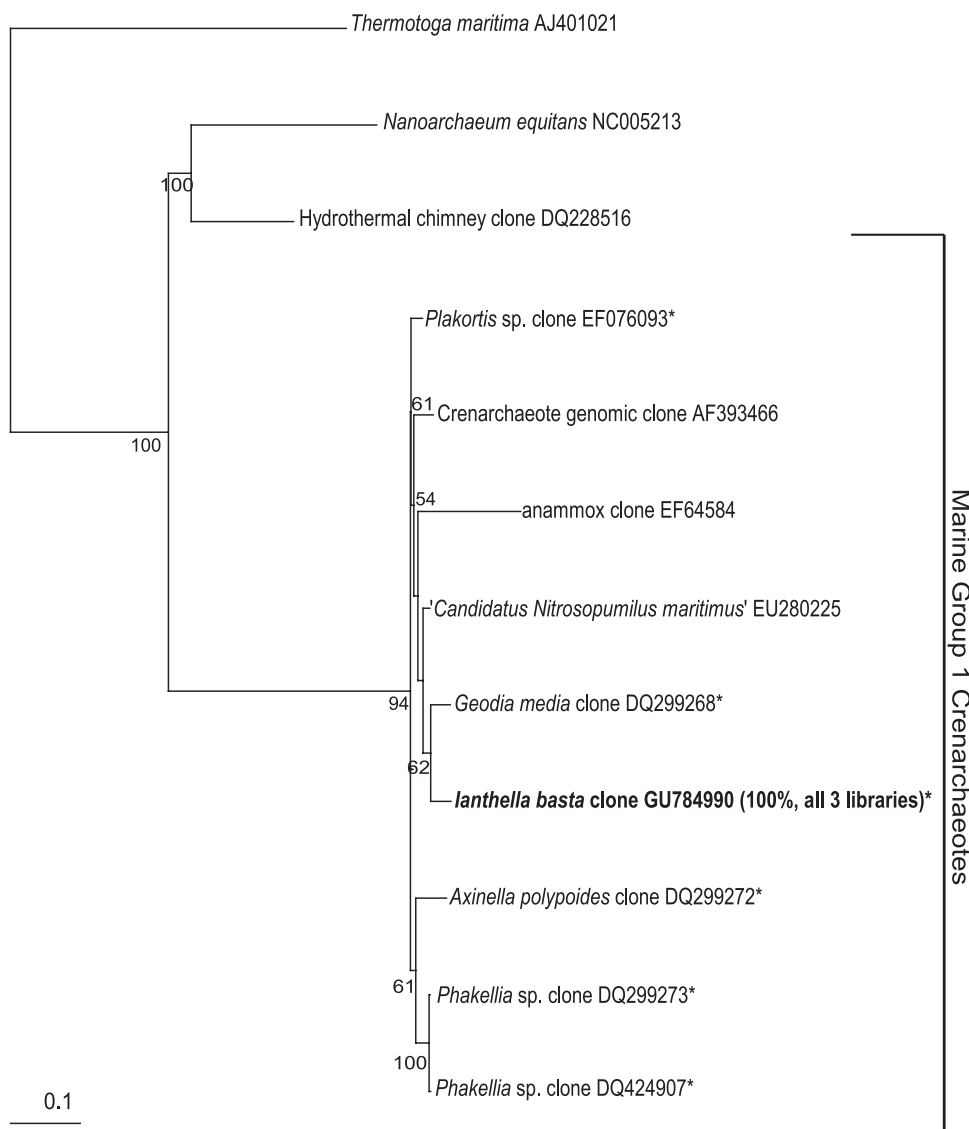 Thermotoga maritima AJ401021
Nanoarchaeum equitans NC005213
100
Hydrothermal chimney clone DQ228516
Plakortis sp. clone EF076093*
61
Crenarchaeote genomic clone AF393466
100
54
anammox clone EF64584
'Candidatus Nitrosopumilus maritimus' EU280225
94
Geodia media clone DQ299268*
62
Ianthella basta clone GU784990 (100%, all 3 libraries)*
Axinella polypoides clone DQ299272*
61
Phakellia sp. clone DQ299273*
100
Phakellia sp. clone DQ424907*
0.1
Marine Group 1 Crenarchaeotes